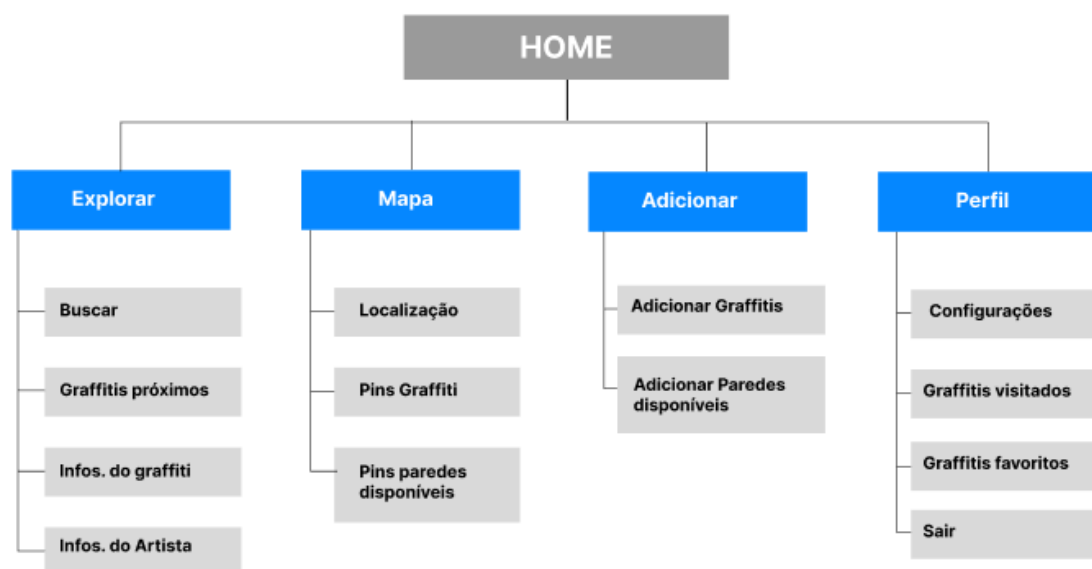 HOME
Explorar
Buscar
Graffitis próximos
Infos. do graffiti
Infos. do Artista
Mapa
Localização
Pins Graffiti
Pins paredes
disponíveis
Adicionar
Adicionar Graffitis
Adicionar Paredes
disponíveis
Perfil
Configurações
Graffitis visitados
Graffitis favoritos
Sair